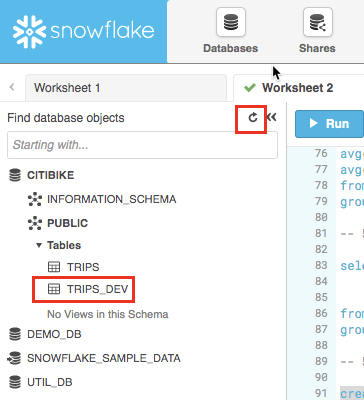 snowflake
Databases
Shares
Worksheet 1
Worksheet 2
Find database objects
Run
Starting with...
CITIBIKE
INFORMATION_SCHEMA
PUBLIC
Tables
TRIPS
TRIPS_DEV
No Views in this Schema
DEMO_DB
SNOWFLAKE_SAMPLE_DATA
UTIL_DB
76 avg
77 avg
78 from
79 grou
80
81 -- 5
82
83 sele
84
85
86 from
87 grou
88
89 -- 5
90
91 crea